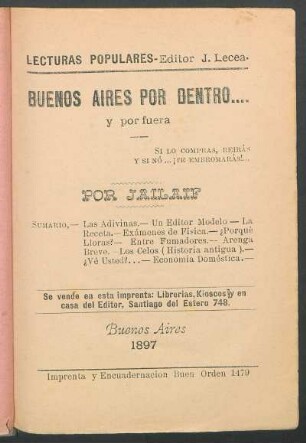 LECTURAS POPULARES-Editor J. Lecea.
BUENOS AIRES POR DENTRO....
y por fuera
SI LO COMPRAS, REIRÁS
Y SI NÓ ... ¡TE EMBROMARÁS!...
POR JAILAIF
SUMARIO,— Las Adivinas.— Un Editor Modelo — La
Receta.— Exámenes de Física.— ¿Porqué
Lloras?— Entre Fumadores.— Arenga
Breve. — Los Celos (Historia antigua ).—
¿Vé Usted?...— Economia Doméstica.—
Se vende en esta imprenta: Librerias, Kioscos y en
casa del Editor, Santiago del Estero 748.
Buenos Aires
1897
Imprenta y Encuadernacion Buen Orden 1479